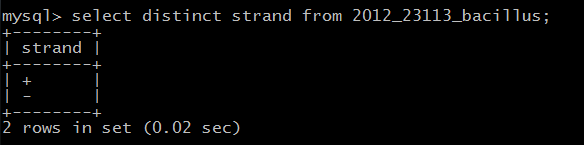 mysql> select distinct strand from 2012_23113_bacillus;
+--------+
| strand |
+--------+
| +      |
| -      |
+--------+
2 rows in set (0.02 sec)